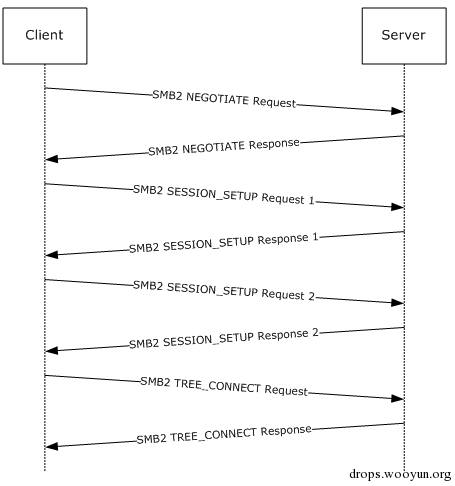 Client
Server
SMB2 NEGOTIATE Request
SMB2 NEGOTIATE Response
SMB2 SESSION_SETUP Request 1
SMB2 SESSION_SETUP Response 1
SMB2 SESSION_SETUP Request 2
SMB2 SESSION_SETUP Response 2
SMB2 TREE_CONNECT Request
SMB2 TREE_CONNECT Response
drops.wooyun.org